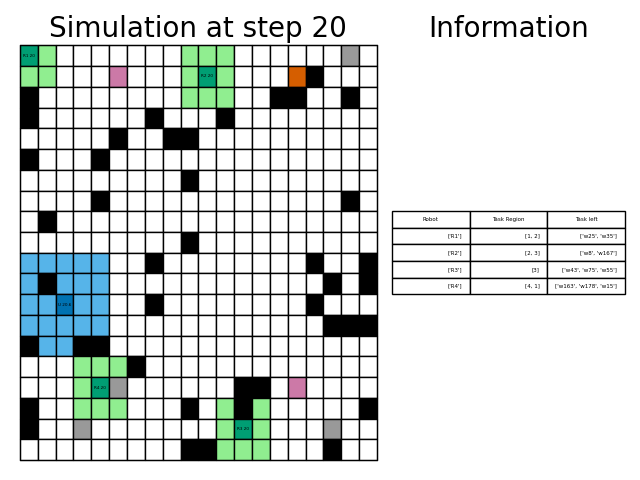 Simulation at step 20
Information
R1 20
R2 20
Robot
Task Region
Task left
['R1']
[1, 2]
['w25', 'w35']
['R2']
[2, 3]
['w8', 'w167']
['R3']
[3]
['w43', 'w75', 'w55']
['R4']
[4, 1]
['w163', 'w178', 'w15']
R4 20
R3 20